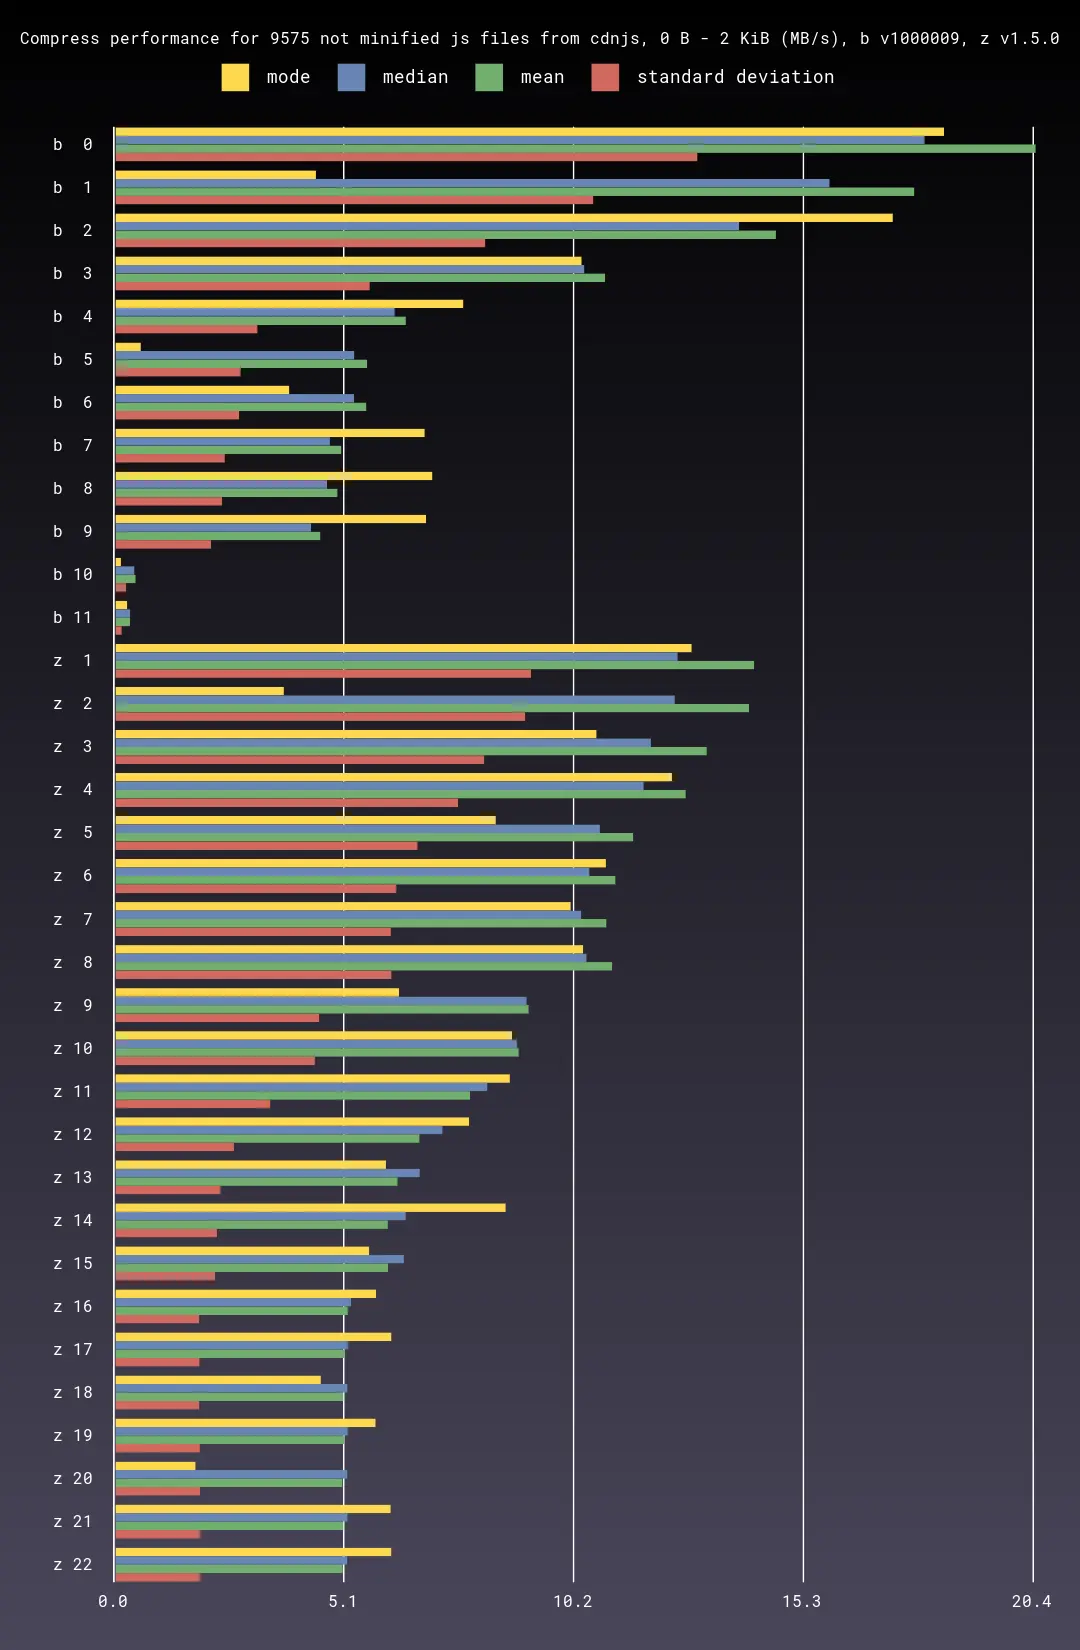 Compress performance for 9575 not minified js files from cdnjs, 0 B - 2 KiB (MB/s), b v1000009, z v1.5.0
mode median mean standard deviation
b 0
b 1
b 2
b 3
b 4
b 5
b 6
b 7
b 8
b 9
b 10
b 11
z 1
z 2
z 3
z 4
z 5
z 6
z 7
z 8
z 9
z 10
z 11
z 12
z 13
z 14
z 15
z 16
z 17
z 18
z 19
z 20
z 21
z 22
0.0 5.1 10.2 15.3 20.4